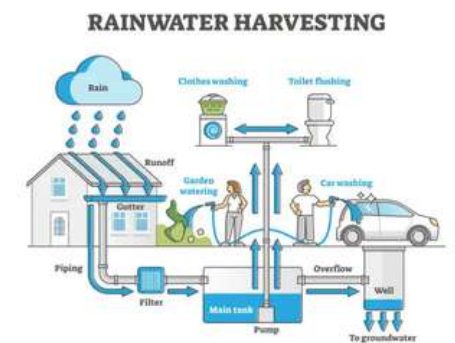 RAINWATER HARVESTING
Rain
Clothes washing
Toilet flushing
Runoff
Garden
watering
Car washing
Gutter
Piping
Filter
Main tank
Pump
Overflow
Well
To groundwater